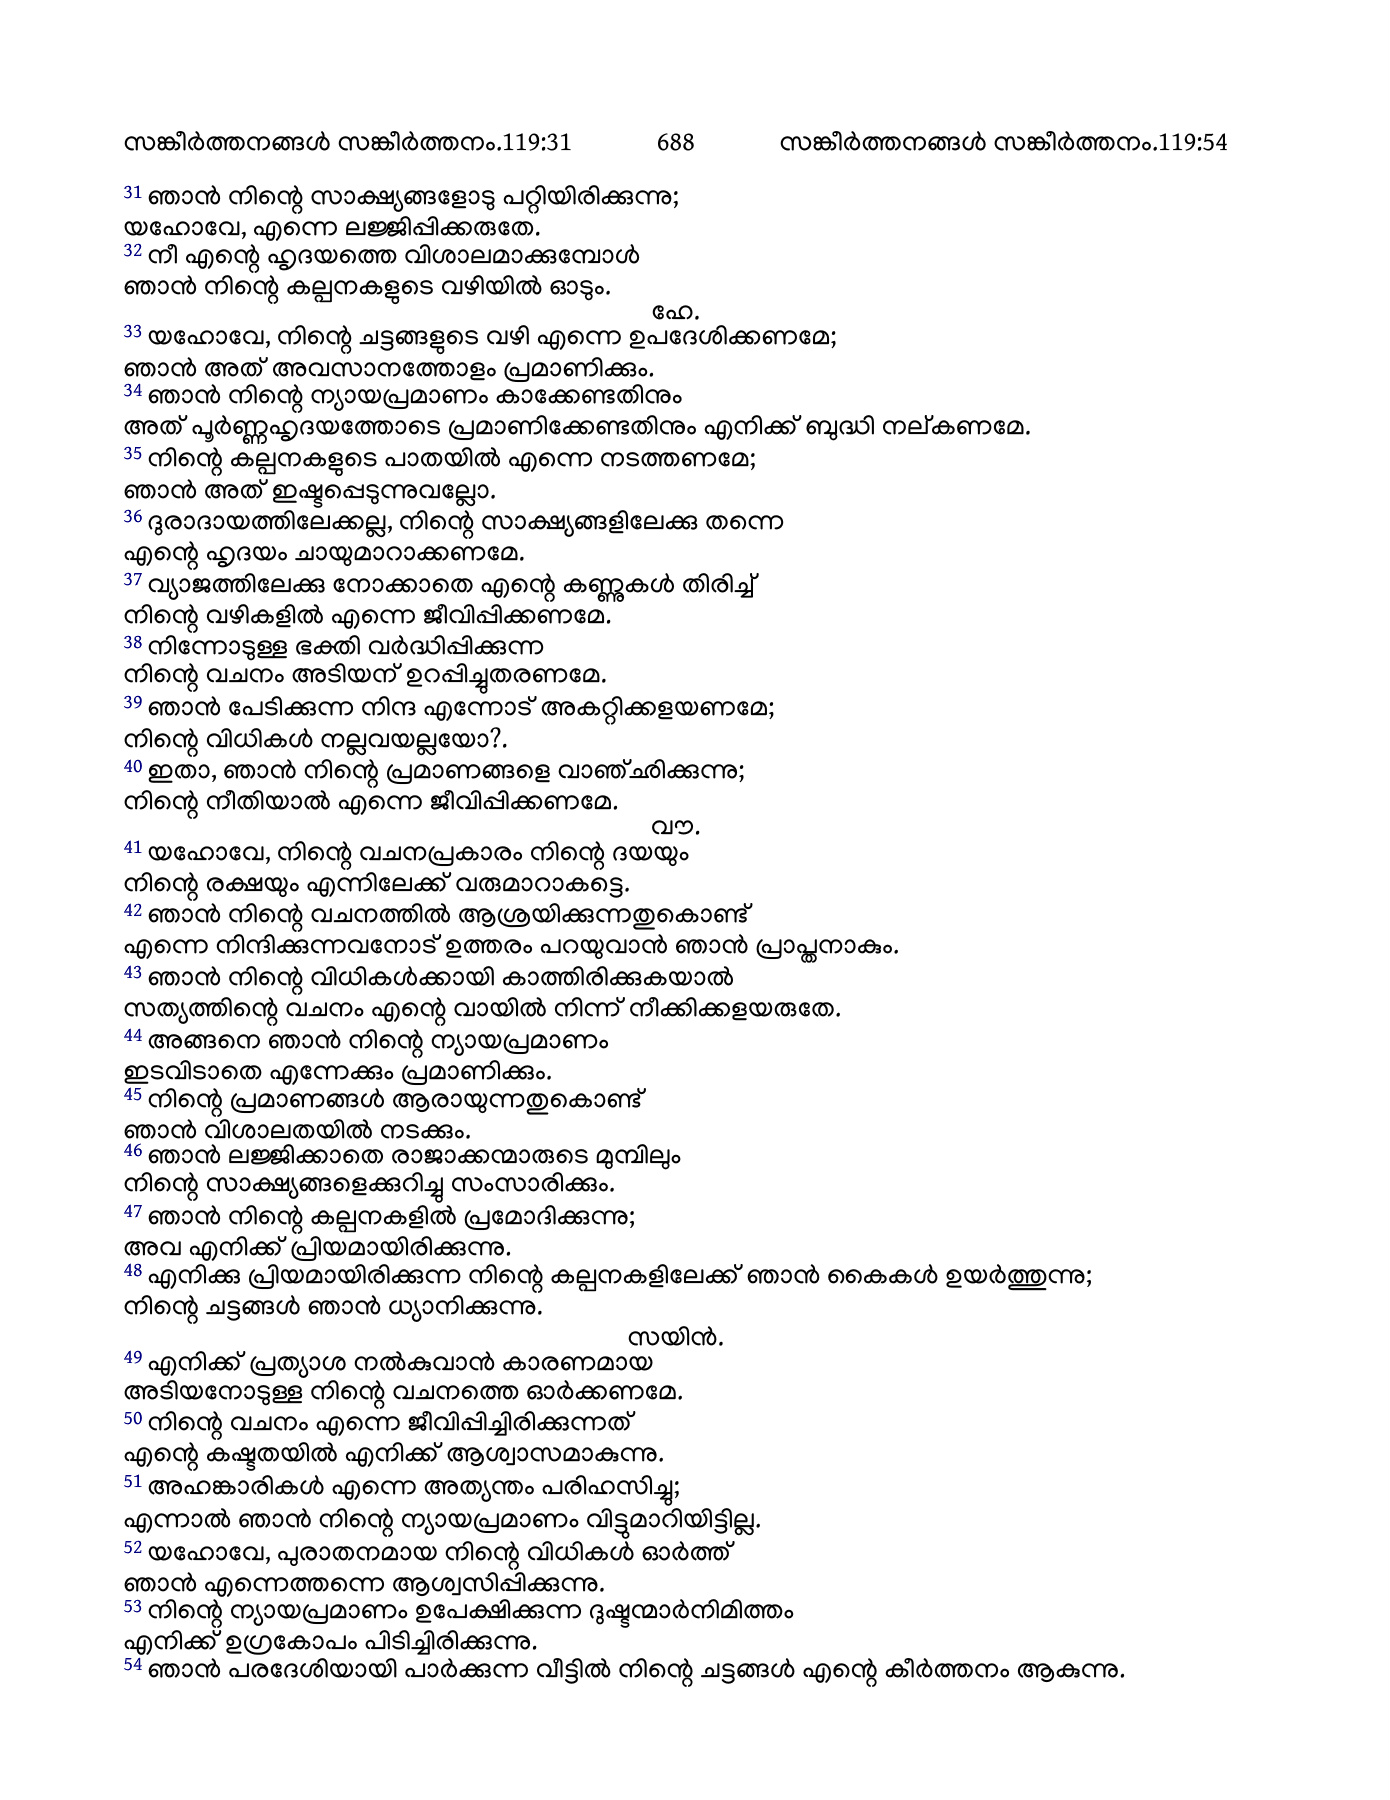 സങ്കീർത്തനങ്ങൾ സങ്കീർത്തനം.119:31 688 സങ്കീർത്തനങ്ങൾ സങ്കീർത്തനം.119:54
31 ഞാൻ നിന്റെ സാക്ഷ്യങ്ങളോടു പറ്റിയിരിക്കുന്നു;
യഹോവേ, എന്നെ ലജ്ജിപ്പിക്കരുതേ.
32 നീ എന്റെ ഹൃദയത്തെ വിശാലമാക്കുമ്പോൾ
ഞാൻ നിന്റെ കല്പനകളുടെ വഴിയിൽ ഓടും.
ഹേ.
33 യഹോവേ, നിന്റെ ചട്ടങ്ങളുടെ വഴി എന്നെ ഉപദേശിക്കണമേ;
ഞാൻ അത് അവസാനത്തോളം പ്രമാണിക്കും.
34 ഞാൻ നിന്റെ ന്യായപ്രമാണം കാക്കേണ്ടതിനും
അത് പൂർണ്ണഹൃദയത്തോടെ പ്രമാണിക്കേണ്ടതിനും എനിക്ക് ബുദ്ധി നല്കണമേ.
35 നിന്റെ കല്പനകളുടെ പാതയിൽ എന്നെ നടത്തണമേ;
ഞാൻ അത് ഇഷ്ടപ്പെടുന്നുവല്ലോ.
36 ദുരാദായത്തിലേക്കല്ല, നിന്റെ സാക്ഷ്യങ്ങളിലേക്കു തന്നെ
എന്റെ ഹൃദയം ചായുമാറാക്കണമേ.
37 വ്യാജത്തിലേക്കു നോക്കാതെ എന്റെ കണ്ണുകൾ തിരിച്ച്
നിന്റെ വഴികളിൽ എന്നെ ജീവിപ്പിക്കണമേ.
38 നിന്നോടുള്ള ഭക്തി വർദ്ധിപ്പിക്കുന്ന
നിന്റെ വചനം അടിയന് ഉറപ്പിച്ചുതരണമേ.
39 ഞാൻ പേടിക്കുന്ന നിന്ദ എന്നോട് അകറ്റിക്കളയണമേ;
നിന്റെ വിധികൾ നല്ലവയല്ലയോ?.
40 ഇതാ, ഞാൻ നിന്റെ പ്രമാണങ്ങളെ വാഞ്ഛിക്കുന്നു;
നിന്റെ നീതിയാൽ എന്നെ ജീവിപ്പിക്കണമേ.
വൗ.
41 യഹോവേ, നിന്റെ വചനപ്രകാരം നിന്റെ ദയയും
നിന്റെ രക്ഷയും എന്നിലേക്ക് വരുമാറാകട്ടെ.
42 ഞാൻ നിന്റെ വചനത്തിൽ ആശ്രയിക്കുന്നതുകൊണ്ട്
എന്നെ നിന്ദിക്കുന്നവനോട് ഉത്തരം പറയുവാൻ ഞാൻ പ്രാപ്തനാകും.
43 ഞാൻ നിന്റെ വിധികൾക്കായി കാത്തിരിക്കുകയാൽ
സത്യത്തിന്റെ വചനം എന്റെ വായിൽ നിന്ന് നീക്കിക്കളയരുതേ.
44 അങ്ങനെ ഞാൻ നിന്റെ ന്യായപ്രമാണം
ഇടവിടാതെ എന്നേക്കും പ്രമാണിക്കും.
45 നിന്റെ പ്രമാണങ്ങൾ ആരായുന്നതുകൊണ്ട്
ഞാൻ വിശാലതയിൽ നടക്കും.
46 ഞാൻ ലജ്ജിക്കാതെ രാജാക്കന്മാരുടെ മുമ്പിലും
നിന്റെ സാക്ഷ്യങ്ങളെക്കുറിച്ചു സംസാരിക്കും.
47 ഞാൻ നിന്റെ കല്പനകളിൽ പ്രമോദിക്കുന്നു;
അവ എനിക്ക് പ്രിയമായിരിക്കുന്നു.
48 എനിക്കു പ്രിയമായിരിക്കുന്ന നിന്റെ കല്പനകളിലേക്ക് ഞാൻ കൈകൾ ഉയർത്തുന്നു;
നിന്റെ ചട്ടങ്ങൾ ഞാൻ ധ്യാനിക്കുന്നു.
സയിൻ.
49 എനിക്ക് പ്രത്യാശ നൽകുവാൻ കാരണമായ
അടിയനോടുള്ള നിന്റെ വചനത്തെ ഓർക്കണമേ.
50 നിന്റെ വചനം എന്നെ ജീവിപ്പിച്ചിരിക്കുന്നത്
എന്റെ കഷ്ടതയിൽ എനിക്ക് ആശ്വാസമാകുന്നു.
51 അഹങ്കാരികൾ എന്നെ അത്യന്തം പരിഹസിച്ചു;
എന്നാൽ ഞാൻ നിന്റെ ന്യായപ്രമാണം വിട്ടുമാറിയിട്ടില്ല.
52 യഹോവേ, പുരാതനമായ നിന്റെ വിധികൾ ഓർത്ത്
ഞാൻ എന്നെത്തന്നെ ആശ്വസിപ്പിക്കുന്നു.
53 നിന്റെ ന്യായപ്രമാണം ഉപേക്ഷിക്കുന്ന ദുഷ്ടന്മാർനിമിത്തം
എനിക്ക് ഉഗ്രകോപം പിടിച്ചിരിക്കുന്നു.
54 ഞാൻ പരദേശിയായി പാർക്കുന്ന വീട്ടിൽ നിന്റെ ചട്ടങ്ങൾ എന്റെ കീർത്തനം ആകുന്നു.